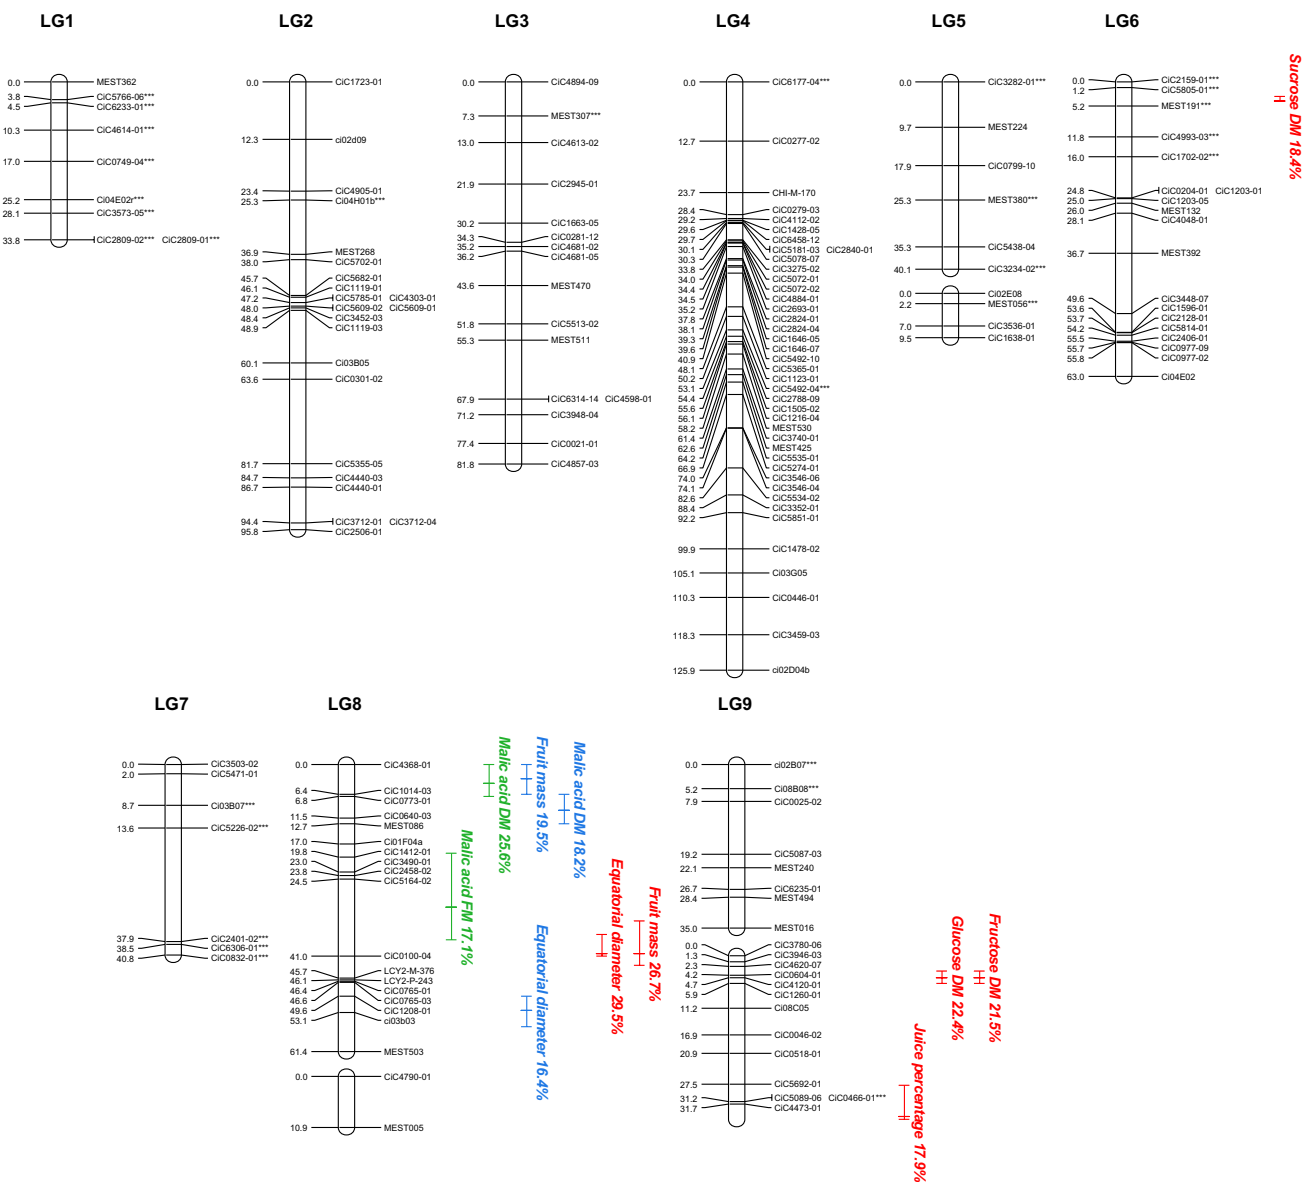 LG1
LG2
LG3
LG4
LG5
LG6
0.0 MEST362
3.8 CiC5766-06***
4.5 CiC6233-01***
10.3 CiC4614-01***
17.0 CiC0749-04***
25.2 Ci04E02r***
28.1 CiC3573-05***
33.8 CiC2809-02*** CiC2809-01***
0.0 CiC1723-01
12.3 ci02d09
23.4 CiC4905-01
25.3 Ci04H01b***
36.9 MEST268
38.0 CiC5702-01
45.7 CiC5682-01
46.1 CiC1119-01
47.2 CiC5785-01 CiC4303-01
48.0 CiC5609-02 CiC5609-01
48.4 CiC3452-03
48.9 CiC1119-03
60.1 Ci03B05
63.6 CiC0301-02
81.7 CiC5355-05
84.7 CiC4440-03
86.7 CiC4440-01
94.4 CiC3712-01 CiC3712-04
95.8 CiC2506-01
0.0 CiC4894-09
7.3 MEST307***
13.0 CiC4613-02
21.9 CiC2945-01
30.2 CiC1663-05
34.3 CiC0281-12
35.2 CiC4681-02
36.2 CiC4681-05
43.6 MEST470
51.8 CiC5513-02
55.3 MEST511
67.9 CiC6314-14 CiC4598-01
71.2 CiC3948-04
77.4 CiC0021-01
81.8 CiC4857-03
0.0 CiC6177-04***
12.7 CiC0277-02
23.7 CHI-M-170
28.4 CiC0279-03
29.2 CiC4112-02
29.6 CiC1428-05
29.7 CiC6458-12
30.1 CiC5181-03 CiC2840-01
30.3 CiC5078-07
33.8 CiC3275-02
34.0 CiC5072-01
34.4 CiC5072-02
34.5 CiC4884-01
35.2 CiC2693-01
37.8 CiC2824-01
38.1 CiC2824-04
39.3 CiC1646-05
39.6 CiC1646-07
40.9 CiC5492-10
48.1 CiC5365-01
50.2 CiC1123-01
53.1 CiC5492-04***
54.4 CiC2788-09
55.6 CiC1505-02
56.1 CiC1216-04
58.2 MEST530
61.4 CiC3740-01
62.6 MEST425
64.2 CiC5535-01
66.9 CiC5274-01
74.0 CiC3546-06
74.1 CiC3546-04
82.6 CiC5534-02
88.4 CiC3352-01
92.2 CiC5851-01
99.9 CiC1478-02
105.1 Ci03G05
110.3 CiC0446-01
118.3 CiC3459-03
125.9 ci02D04b
0.0 CiC3282-01***
9.7 MEST224
17.9 CiC0799-10
25.3 MEST380***
35.3 CiC5438-04
40.1 CiC3234-02***
0.0 Ci02E08
2.2 MEST056***
7.0 CiC3536-01
9.5 CiC1638-01
0.0 CiC2159-01***
1.2 CiC5805-01***
5.2 MEST191***
11.8 CiC4993-03***
16.0 CiC1702-02***
24.8 CiC0204-01 CiC1203-01
25.0 CiC1203-05
26.0 MEST132
28.1 CiC4048-01
36.7 MEST392
49.6 CiC3448-07
53.6 CiC1596-01
53.7 CiC2128-01
54.2 CiC5814-01
55.5 CiC2406-01
55.7 CiC0977-09
55.8 CiC0977-02
63.0 Ci04E02
Sucrose DM 18.4%
LG7
LG8
LG9
0.0 CiC3503-02
2.0 CiC5471-01
8.7 Ci03B07***
13.6 CiC5226-02***
37.9 CiC2401-02***
38.5 CiC6306-01***
40.8 CiC0832-01***
0.0 CiC4368-01
6.4 CiC1014-03
6.8 CiC0773-01
11.5 CiC0640-03
12.7 MEST086
17.0 Ci01F04a
19.8 CiC1412-01
23.0 CiC3490-01
23.8 CiC2458-02
24.5 CiC5164-02
41.0 CiC0100-04
45.7 LCY2-M-376
46.1 LCY2-P-243
46.4 CiC0765-01
46.6 CiC0765-03
49.6 CiC1208-01
53.1 ci03b03
61.4 MEST503
0.0 CiC4790-01
10.9 MEST005
Malic acid FM 17.1%
Malic acid DM 25.6%
Fruit mass 19.5%
Equatorial diameter 16.4%
Malic acid DM 18.2%
Equatorial diameter 29.5%
Fruit mass 26.7%
0.0 ci02B07***
5.2 Ci08B08***
7.9 CiC0025-02
19.2 CiC5087-03
22.1 MEST240
26.7 CiC6235-01
28.4 MEST494
35.0 MEST016
0.0 CiC3780-06
1.3 CiC3946-03
2.3 CiC4620-07
4.2 CiC0604-01
4.7 CiC4120-01
5.9 CiC1260-01
11.2 Ci08C05
16.9 CiC0046-02
20.9 CiC0518-01
27.5 CiC5692-01
31.2 CiC5089-06 CiC0466-01***
31.7 CiC4473-01
Juice percentage 17.9%
Glucose DM 22.4%
Fructose DM 21.5%